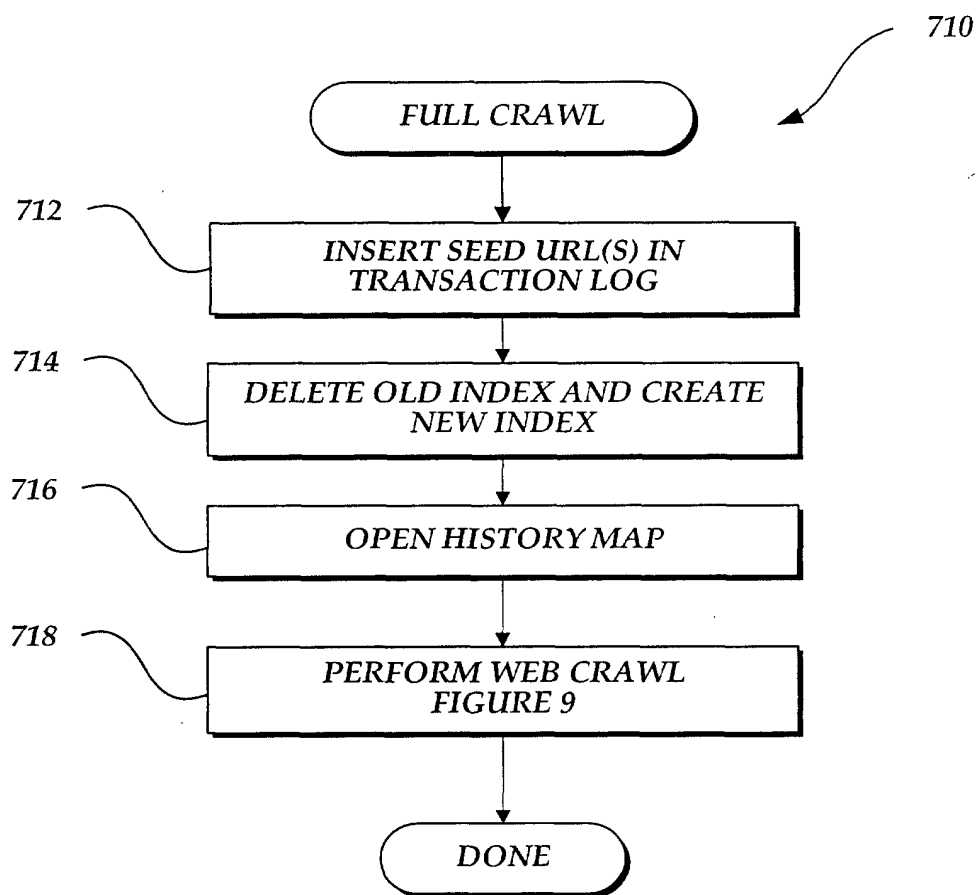 710
FULL CRAWL
712
INSERT SEED URL(S) IN
TRANSACTION LOG
714
DELETE OLD INDEX AND CREATE
NEW INDEX
716
OPEN HISTORY MAP
718
PERFORM WEB CRAWL
FIGURE 9
DONE